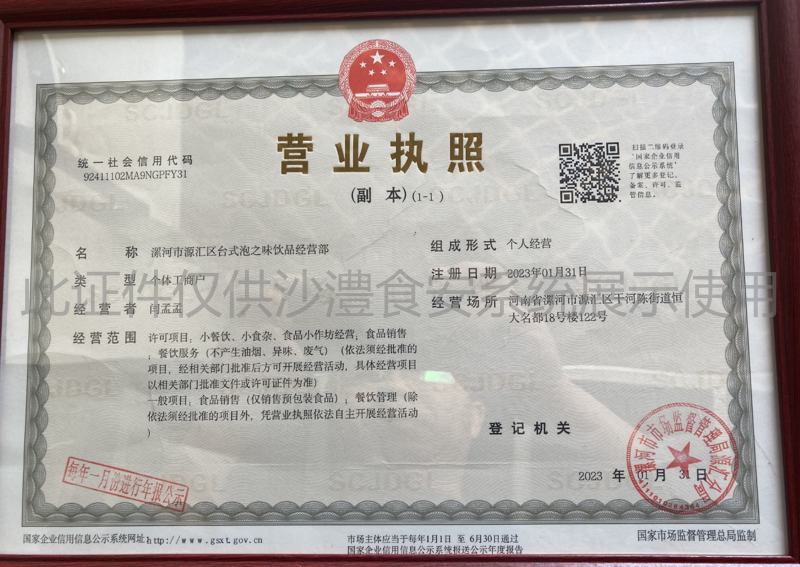 营业执照
(副 本)(1-1)
统一社会信用代码
92411102MA9NGPFY31
扫描二维码登录
“国家企业信用
信息公示系统”
了解更多登记、
备案、许可、监
管信息。
名 称 漯河市源汇区台式泡之味饮品经营部
类 型 个体工商户
经 营 者 闫孟孟
经营范围 许可项目,小餐饮、小食杂、食品小作坊经营;食品销售
;餐饮服务(不产生油烟、异味、废气)(依法须经批准的
项目,经相关部门批准后方可开展经营活动,具体经营项目
以相关部门批准文件或许可证件为准)
一般项目,食品销售(仅销售预包装食品);餐饮管理(除
依法须经批准的项目外,凭营业执照依法自主开展经营活动
)
组成形式 个人经营
注册日期 2023年01月31日
经营场所 河南省漯河市源汇区干河陈街道恒
大名都18号楼122号
此证件仅供沙澧食安系统展示使用
登记机关
2023 年 01 月 31 日
每年一月份进行年报公示
国家企业信用信息公示系统网址:http://www.gsxt.gov.cn
市场主体应当于每年1月1日 至 6月30日通过
国家企业信用信息公示系统报送公示年度报告
国家市场监督管理总局监制